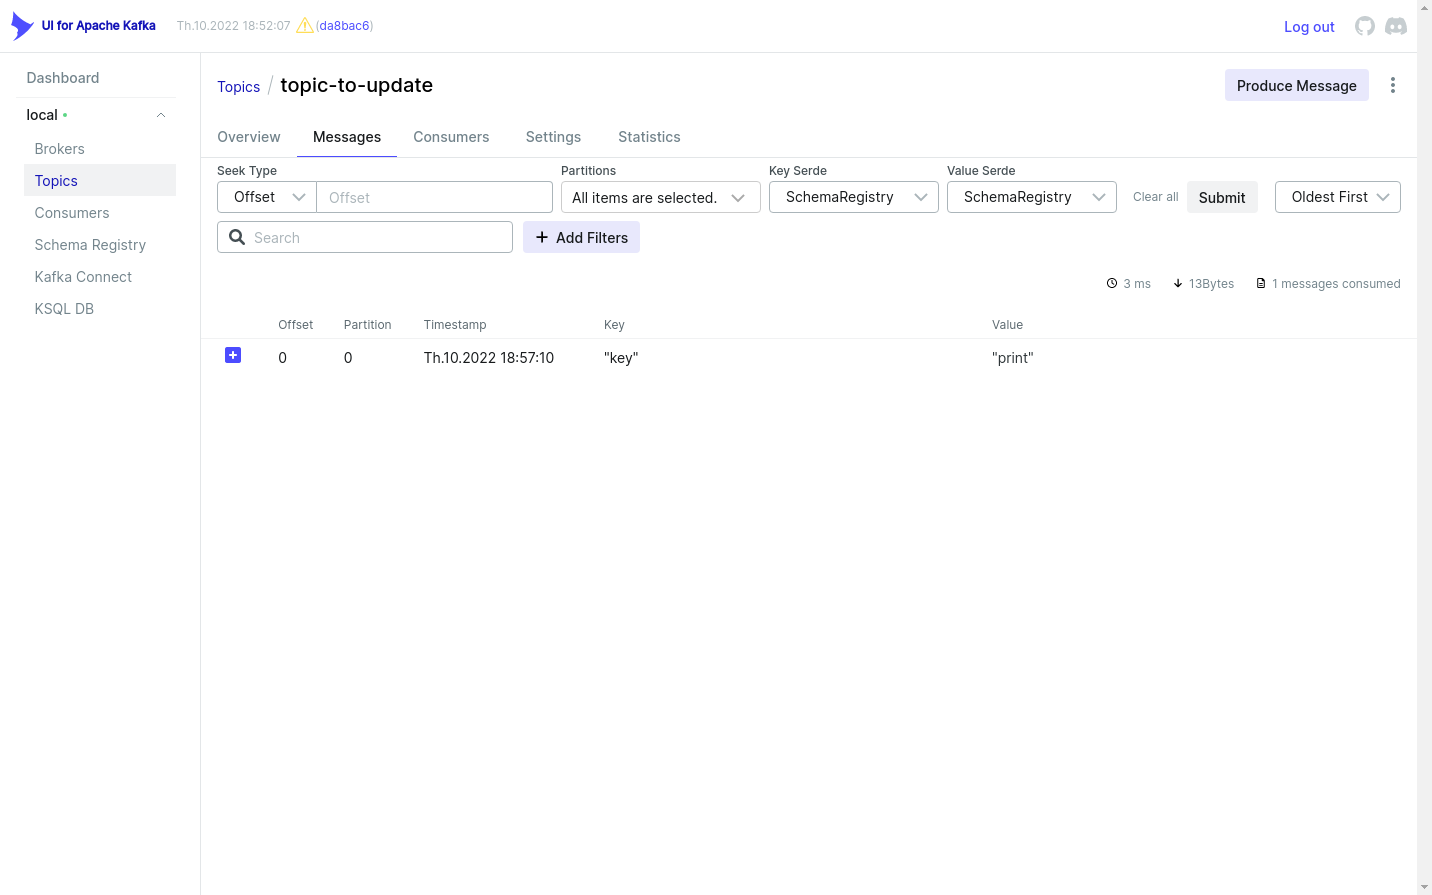 UI for Apache Kafka Th.10.2022 18:52:07 (da8bac6) Log out
Dashboard
local
Brokers
Topics
Consumers
Schema Registry
Kafka Connect
KSQL DB
Topics / topic-to-update Produce Message
Overview Messages Consumers Settings Statistics
Seek Type Partitions Key Serde Value Serde
Offset Offset All items are selected. SchemaRegistry SchemaRegistry Clear all Submit Oldest First
Search Add Filters
3 ms 13Bytes 1 messages consumed
Offset Partition Timestamp Key Value
0 0 Th.10.2022 18:57:10 "key" "print"